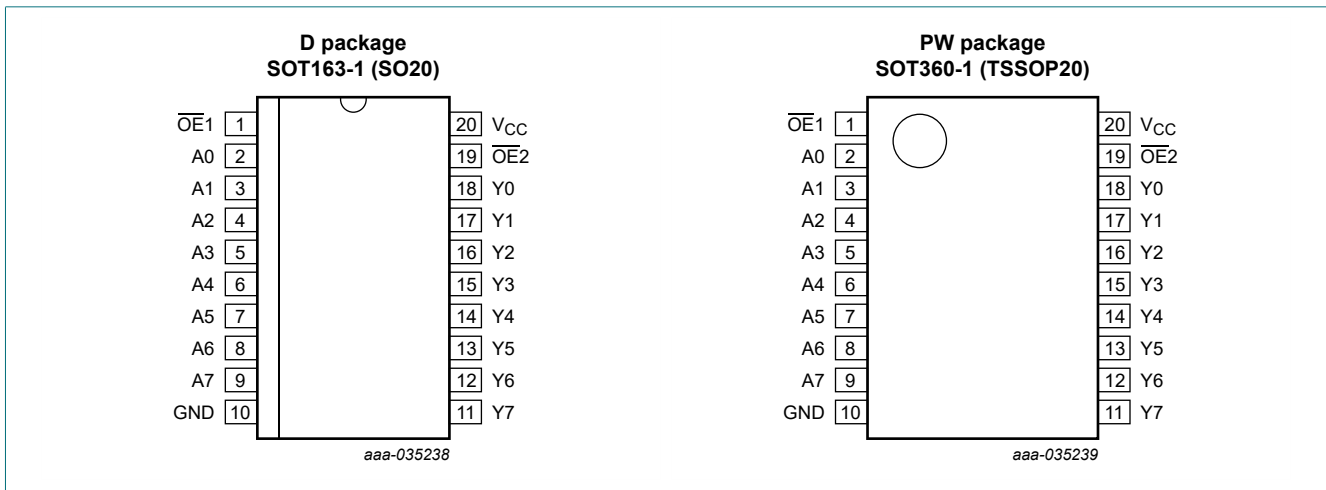 D package
SOT163-1 (SO20)
O̅E̅1 1 20 VCC
A0 2 19 O̅E̅2
A1 3 18 Y0
A2 4 17 Y1
A3 5 16 Y2
A4 6 15 Y3
A5 7 14 Y4
A6 8 13 Y5
A7 9 12 Y6
GND 10 11 Y7
aaa-035238
PW package
SOT360-1 (TSSOP20)
O̅E̅1 1 20 VCC
A0 2 19 O̅E̅2
A1 3 18 Y0
A2 4 17 Y1
A3 5 16 Y2
A4 6 15 Y3
A5 7 14 Y4
A6 8 13 Y5
A7 9 12 Y6
GND 10 11 Y7
aaa-035239